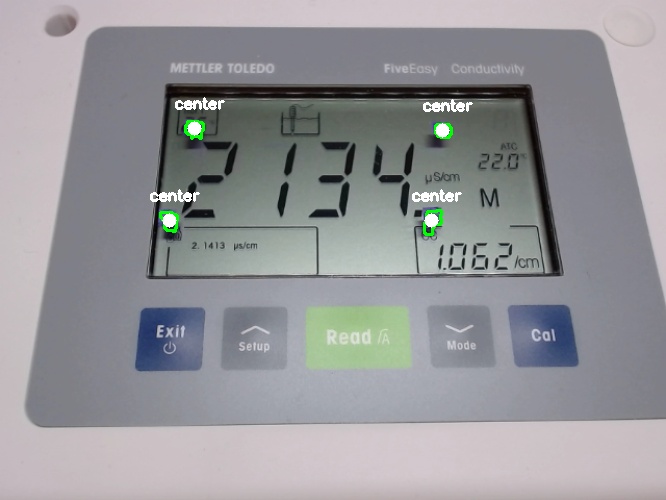 METTLER TOLEDO FiveEasy Conductivity
center center
ATC
2134. µS/cm 22.0°
center center M
2. 1413 µs/cm 1.062/cm
Exit Setup Read /A Mode Cal